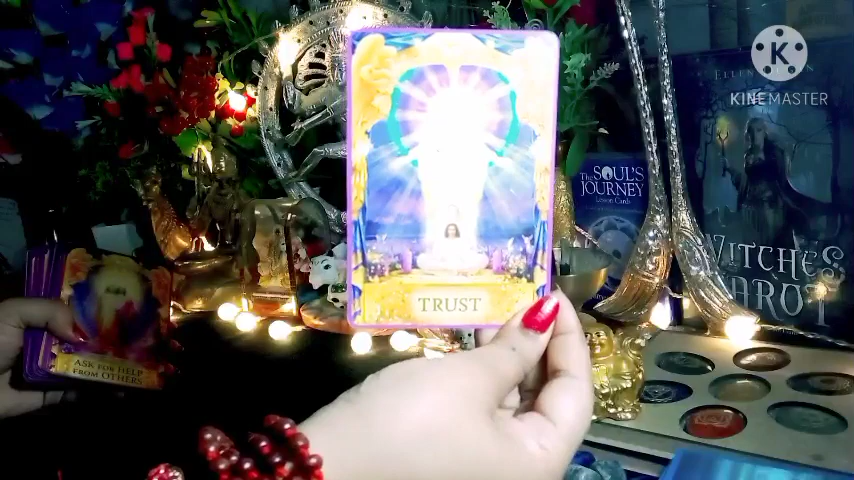 KINEMASTER
TRUST
ASK FOR HELP
FROM OTHERS
The SOUL'S
JOURNEY
Lesson Cards
WITCHES
TAROT